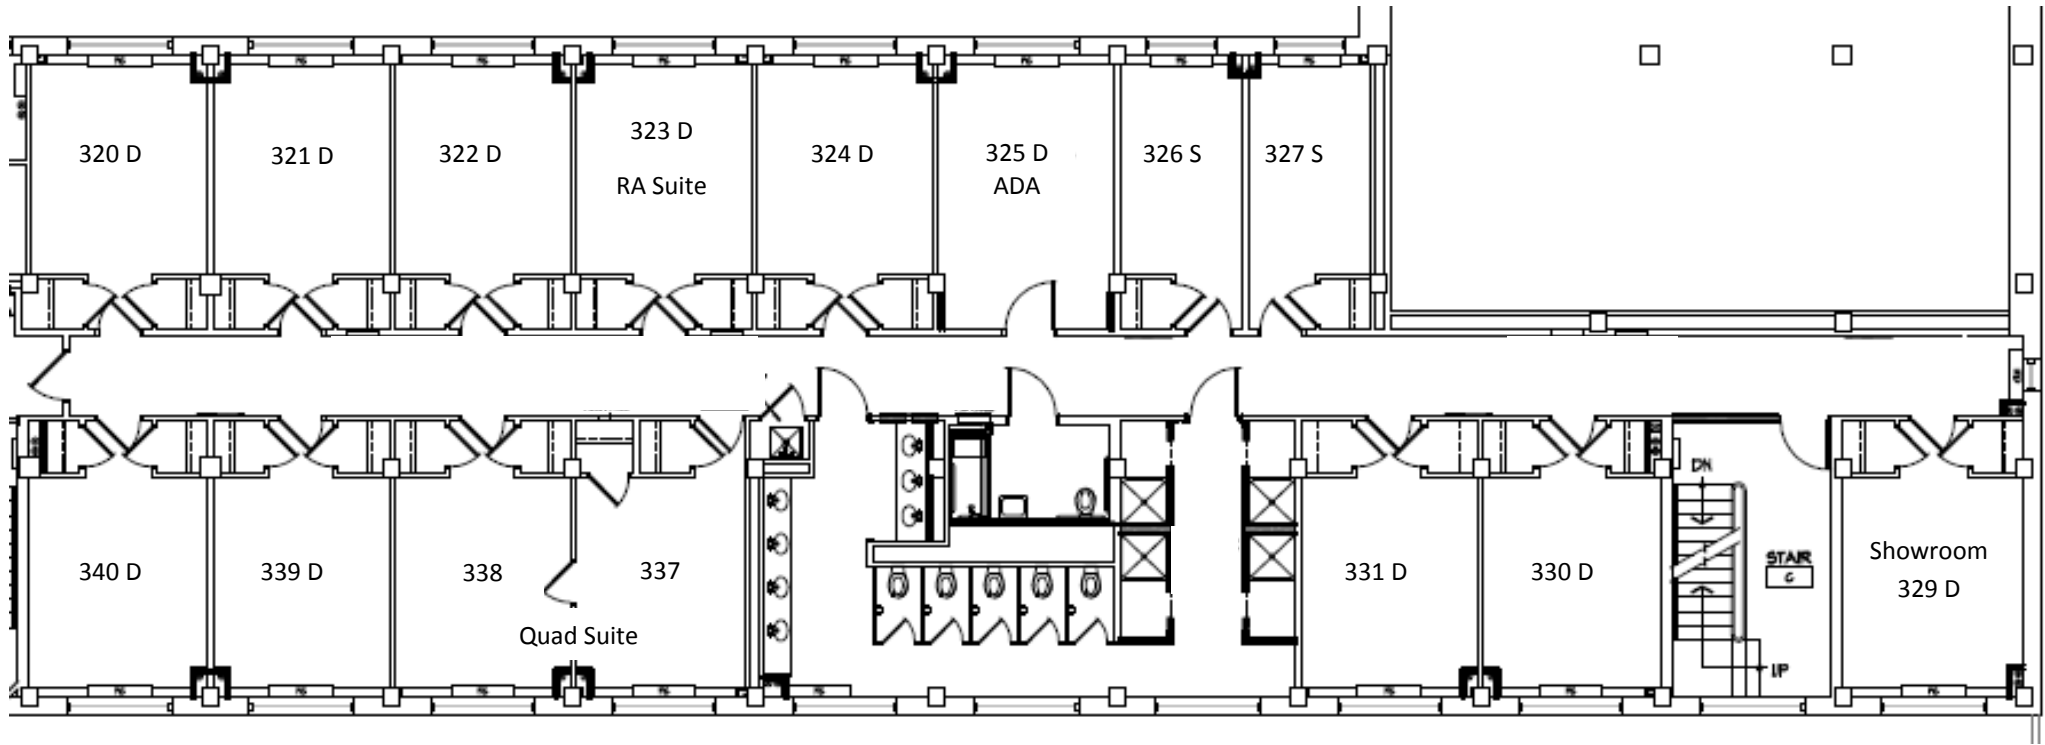 320 D
321 D
322 D
323 D
RA Suite
324 D
325 D
ADA
326 S
327 S
340 D
339 D
338
337
Quad Suite
331 D
330 D
DN
STAIR
G
UP
Showroom
329 D